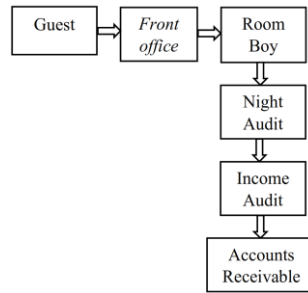 Guest
Front
office
Room
Boy
Night
Audit
Income
Audit
Accounts
Receivable